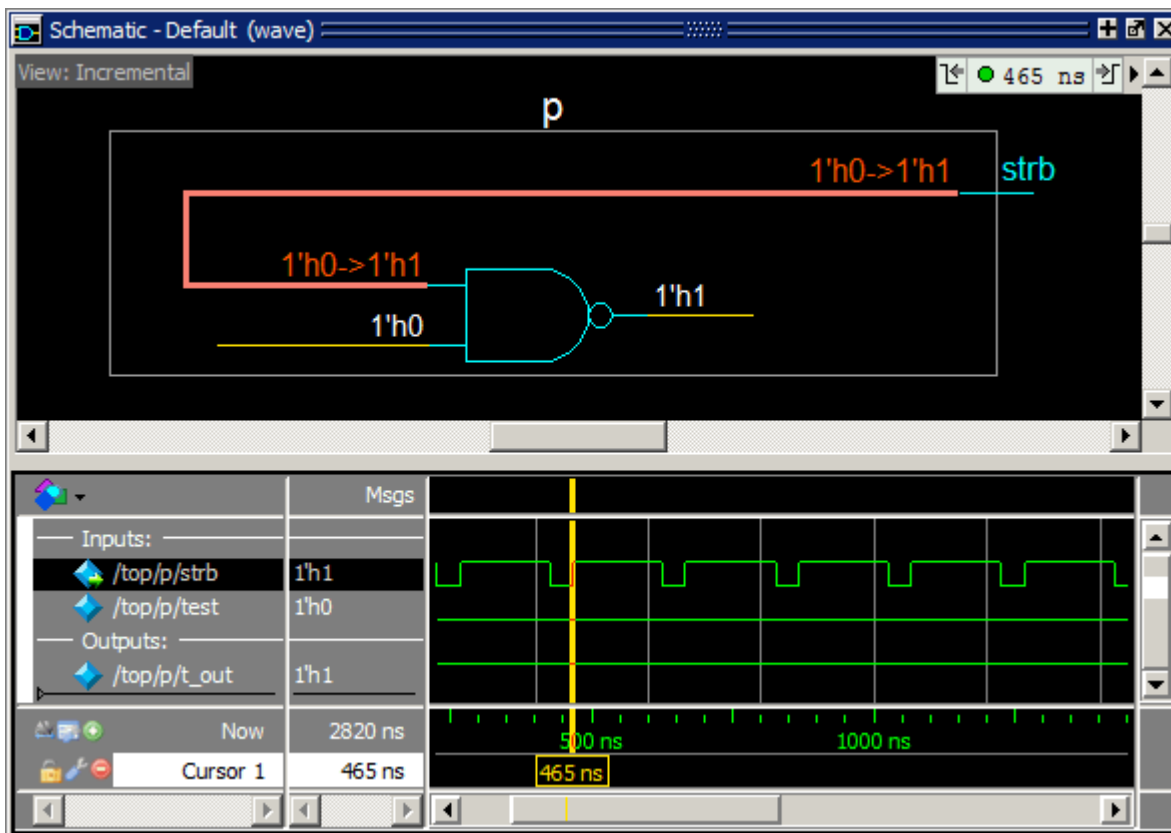 Schematic - Default (wave)
View: Incremental
465 ns
p
1'h0->1'h1
strb
1'h0->1'h1
1'h1
1'h0
Msgs
Inputs:
/top/p/strb 1'h1
/top/p/test 1'h0
Outputs:
/top/p/t_out 1'h1
Now 2820 ns
500 ns 1000 ns
Cursor 1 465 ns
465 ns